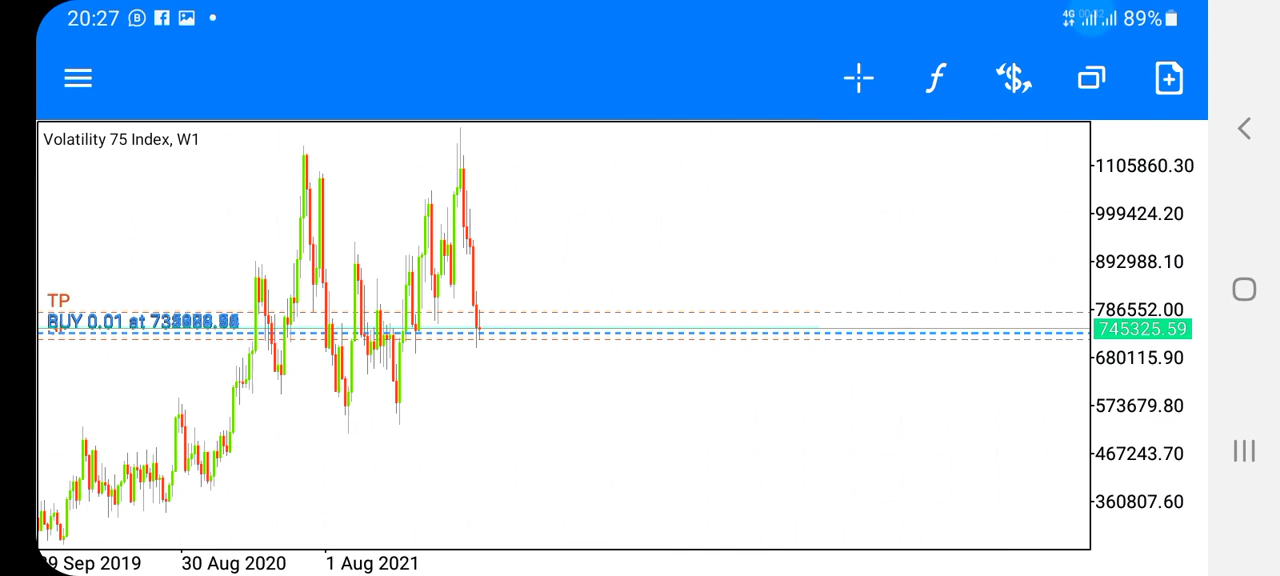 20:27
4G 89%
Volatility 75 Index, W1
1105860.30
999424.20
892988.10
TP
786552.00
BUY 0.01 at
745325.59
680115.90
573679.80
467243.70
360807.60
Sep 2019 30 Aug 2020 1 Aug 2021